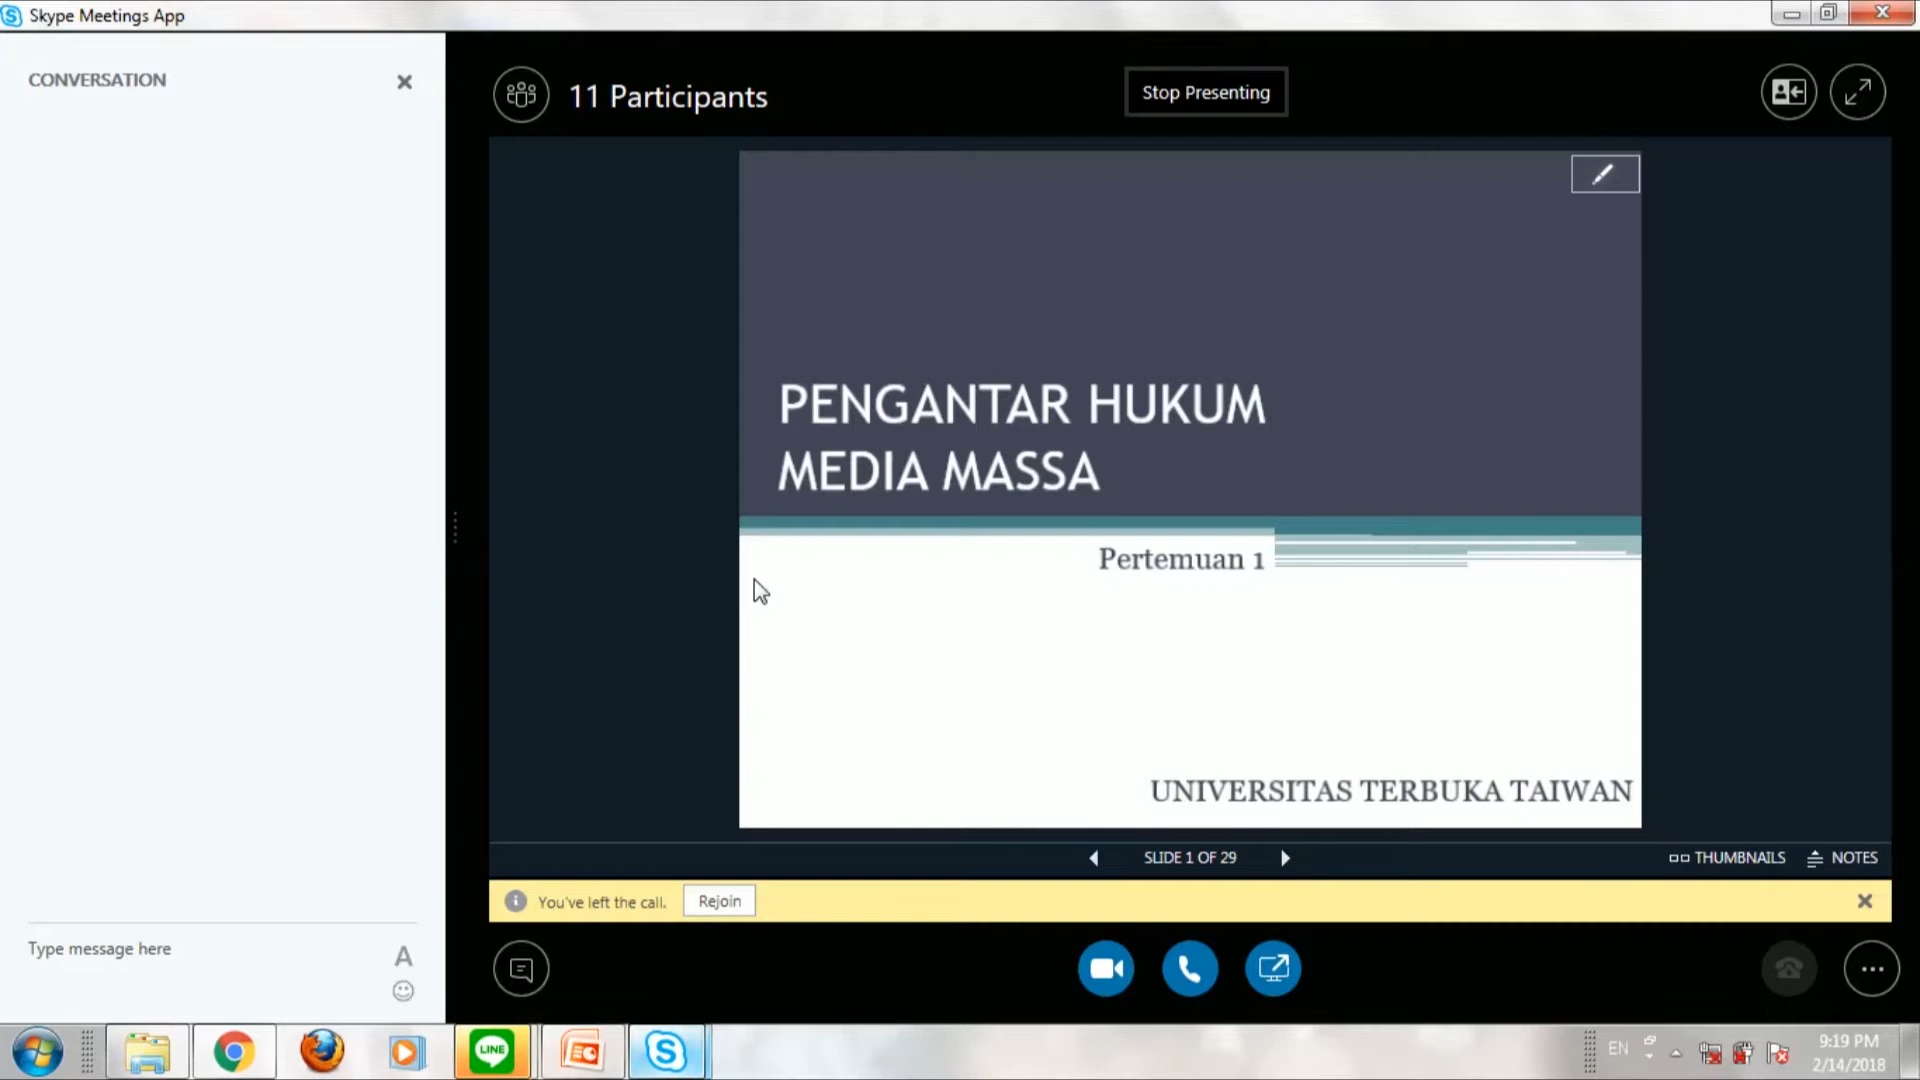 Skype Meetings App
CONVERSATION
11 Participants
Stop Presenting
PENGANTAR HUKUM
MEDIA MASSA
Pertemuan 1
UNIVERSITAS TERBUKA TAIWAN
SLIDE 1 OF 29
THUMBNAILS
NOTES
You've left the call.
Rejoin
Type message here
A
LINE
EN
9:19 PM
2/14/2018